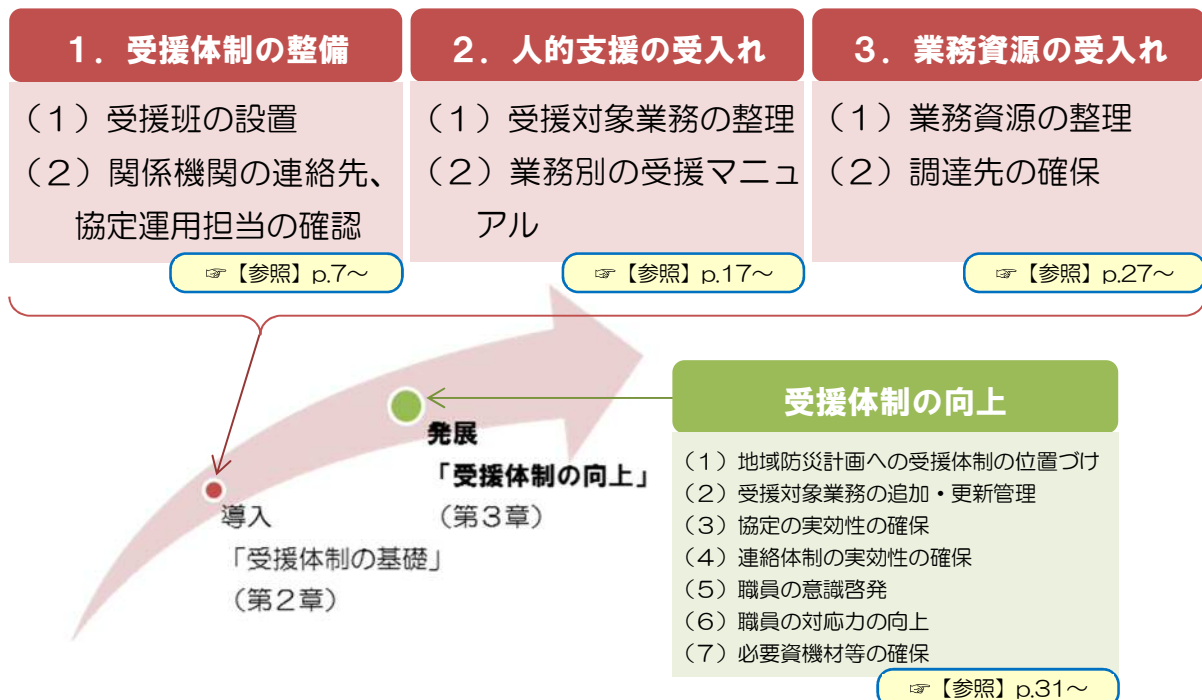 １．受援体制の整備
（１）受援班の設置
（２）関係機関の連絡先、
協定運用担当の確認
☞【参照】p.7～
２．人的支援の受入れ
（１）受援対象業務の整理
（２）業務別の受援マニュ
アル
☞【参照】p.17～
３．業務資源の受入れ
（１）業務資源の整理
（２）調達先の確保
☞【参照】p.27～
導入
「受援体制の基礎」
（第２章）
発展
「受援体制の向上」
（第３章）
受援体制の向上
（１）地域防災計画への受援体制の位置づけ
（２）受援対象業務の追加・更新管理
（３）協定の実効性の確保
（４）連絡体制の実効性の確保
（５）職員の意識啓発
（６）職員の対応力の向上
（７）必要資機材等の確保
☞【参照】p.31～